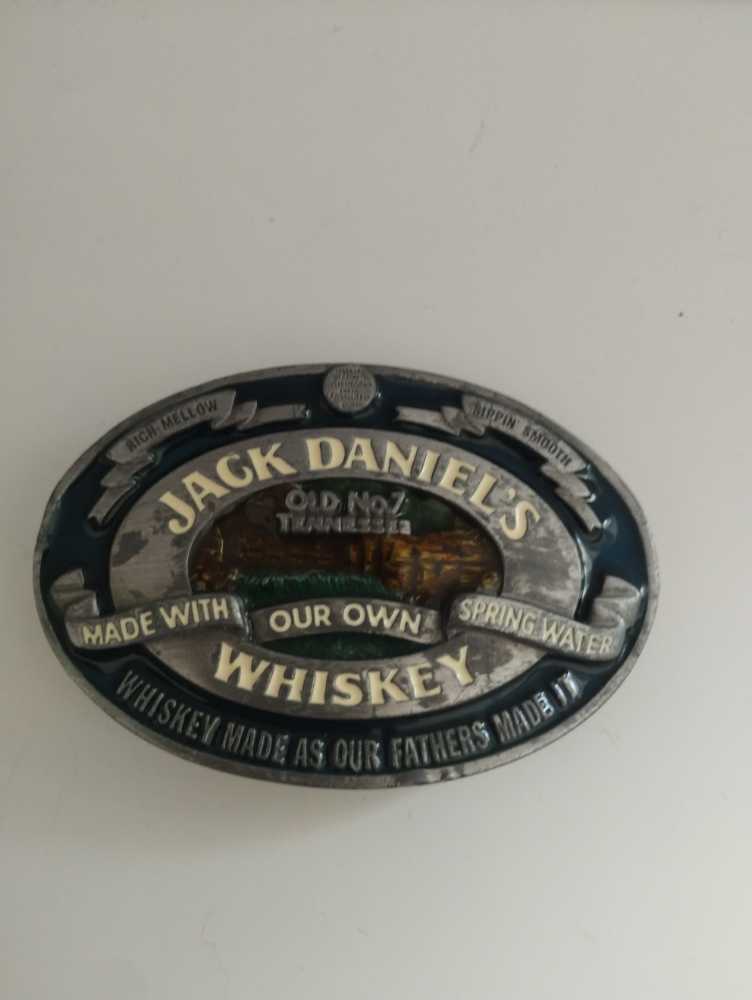 RICH MELLOW
SIPPIN' SMOOTH
JACK DANIEL'S
OLD NO.7
TENNESSEE
MADE WITH OUR OWN SPRING WATER
WHISKEY
WHISKEY MADE AS OUR FATHERS MADE IT